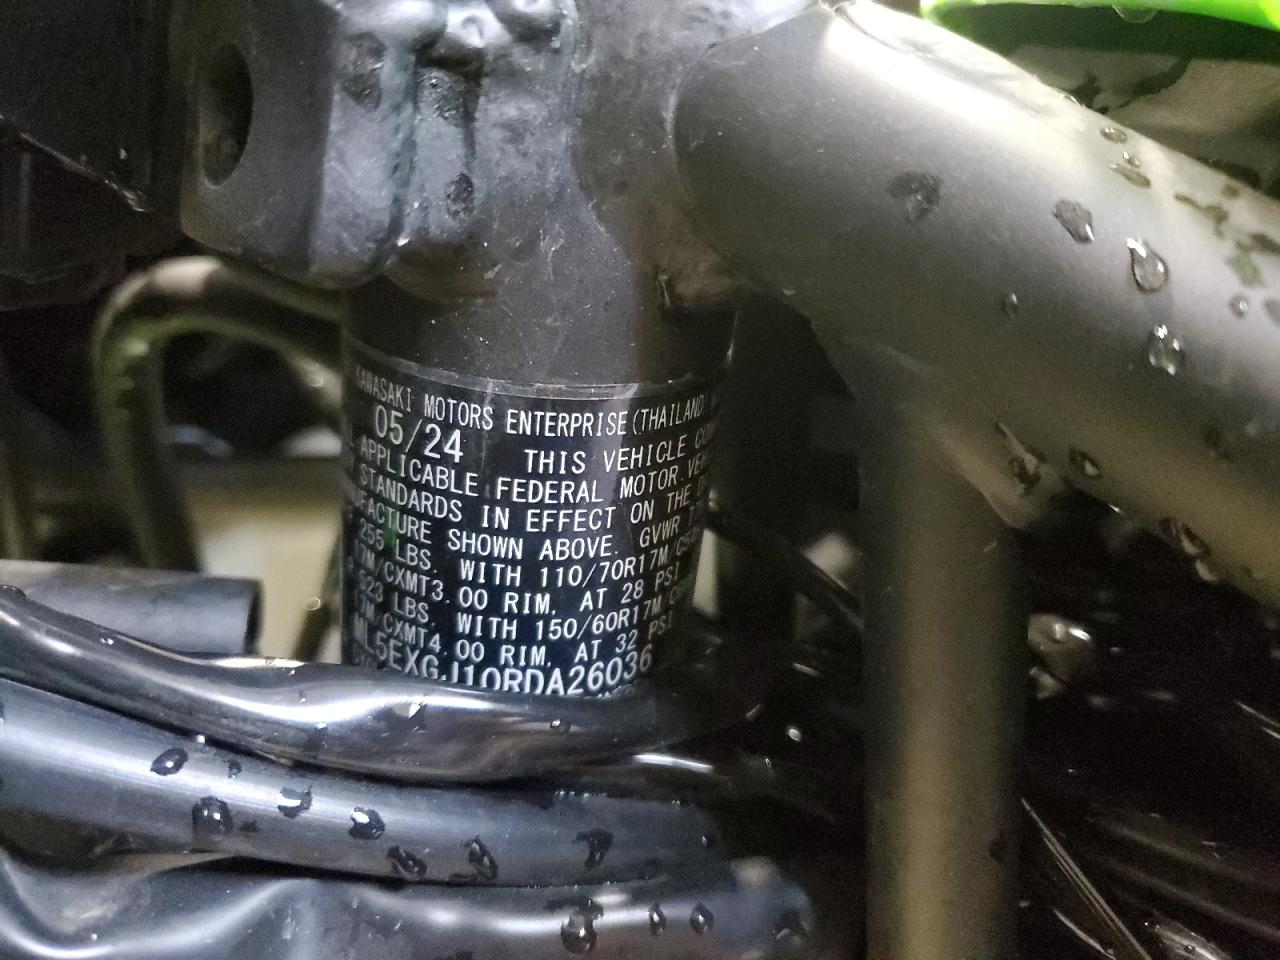 KAWASAKI MOTORS ENTERPRISE (THAILAND)
05/24 THIS VEHICLE
APPLICABLE FEDERAL MOTOR
STANDARDS IN EFFECT ON THE
SHOWN ABOVE. GVWR
255 LBS. WITH 110/70R17M/C
17M/CXMT3.00 RIM, AT 28 PSI
523 LBS. WITH 150/60R17M
CXMT4.00 RIM, AT 32 PSI
ML5EXGJ10RDA26036